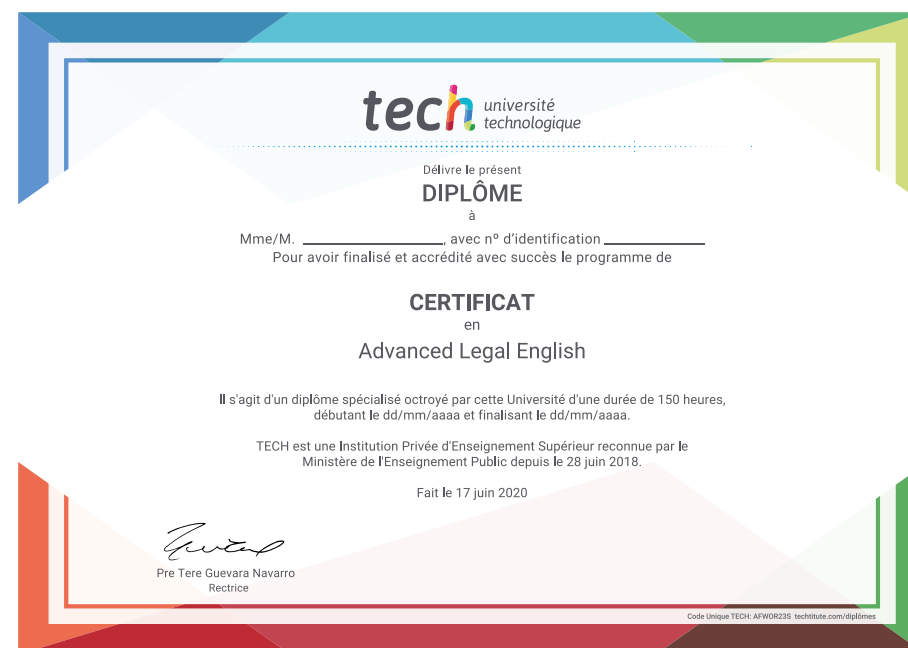 tech université
technologique
Délivre le présent
DIPLÔME
à
Mme/M. ____________________, avec nº d'identification ______________
Pour avoir finalisé et accrédité avec succès le programme de
CERTIFICAT
en
Advanced Legal English
Il s'agit d'un diplôme spécialisé octroyé par cette Université d'une durée de 150 heures,
débutant le dd/mm/aaaa et finalisant le dd/mm/aaaa.
TECH est une Institution Privée d'Enseignement Supérieur reconnue par le
Ministère de l'Enseignement Public depuis le 28 juin 2018.
Fait le 17 juin 2020
Pre Tere Guevara Navarro
Rectrice
Code Unique TECH: AFWOR23S techtitute.com/diplômes